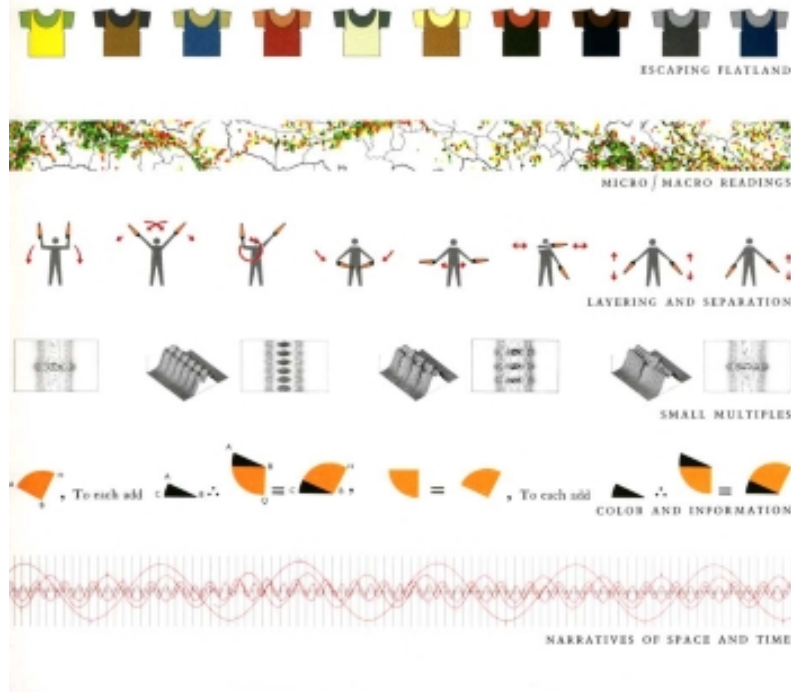 ESCAPING FLATLAND
MICRO / MACRO READINGS
LAYERING AND SEPARATION
SMALL MULTIPLES
, To each add ∴ = , = , To each add ∴ =
COLOR AND INFORMATION
NARRATIVES OF SPACE AND TIME